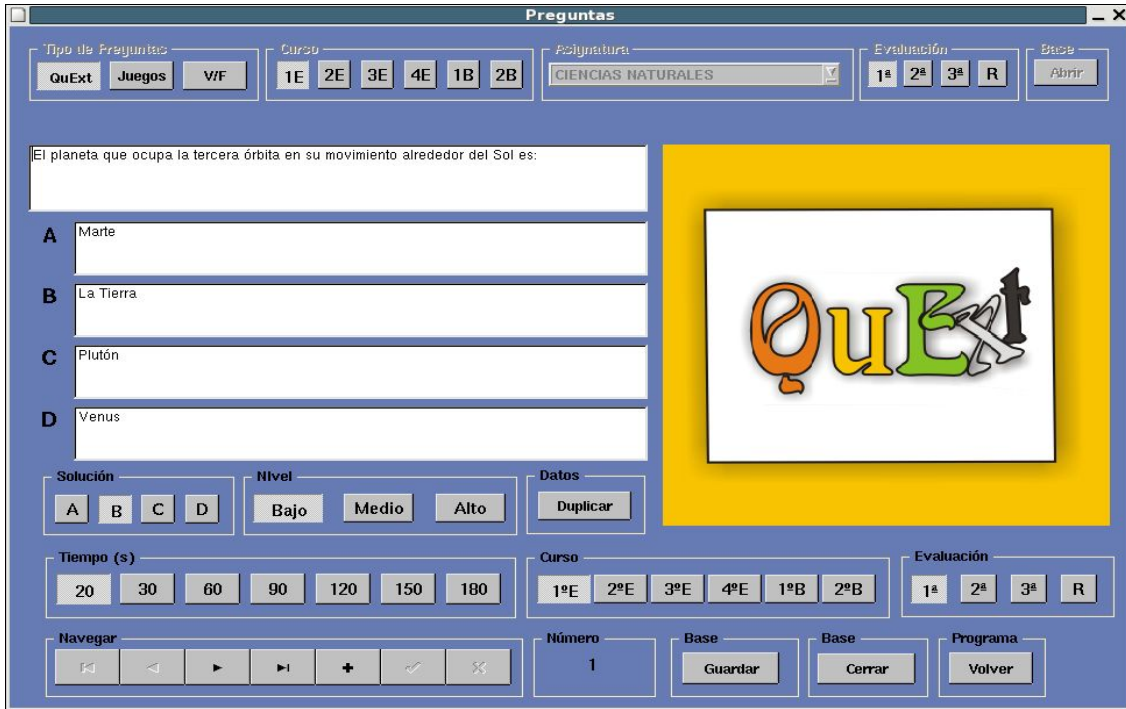 Preguntas
Tipo de Preguntas
QuExt Juegos V/F
Curso
1E 2E 3E 4E 1B 2B
Asignatura
CIENCIAS NATURALES
Evaluación
1ª 2ª 3ª R
Base
Abrir
El planeta que ocupa la tercera órbita en su movimiento alrededor del Sol es:
A Marte
B La Tierra
C Plutón
D Venus
QuExt
Solución
A B C D
NIvel
Bajo Medio Alto
Datos
Duplicar
Tiempo (s)
20 30 60 90 120 150 180
Curso
1ºE 2ºE 3ºE 4ºE 1ºB 2ºB
Evaluación
1ª 2ª 3ª R
Navegar
Número
1
Base
Guardar
Base
Cerrar
Programa
Volver